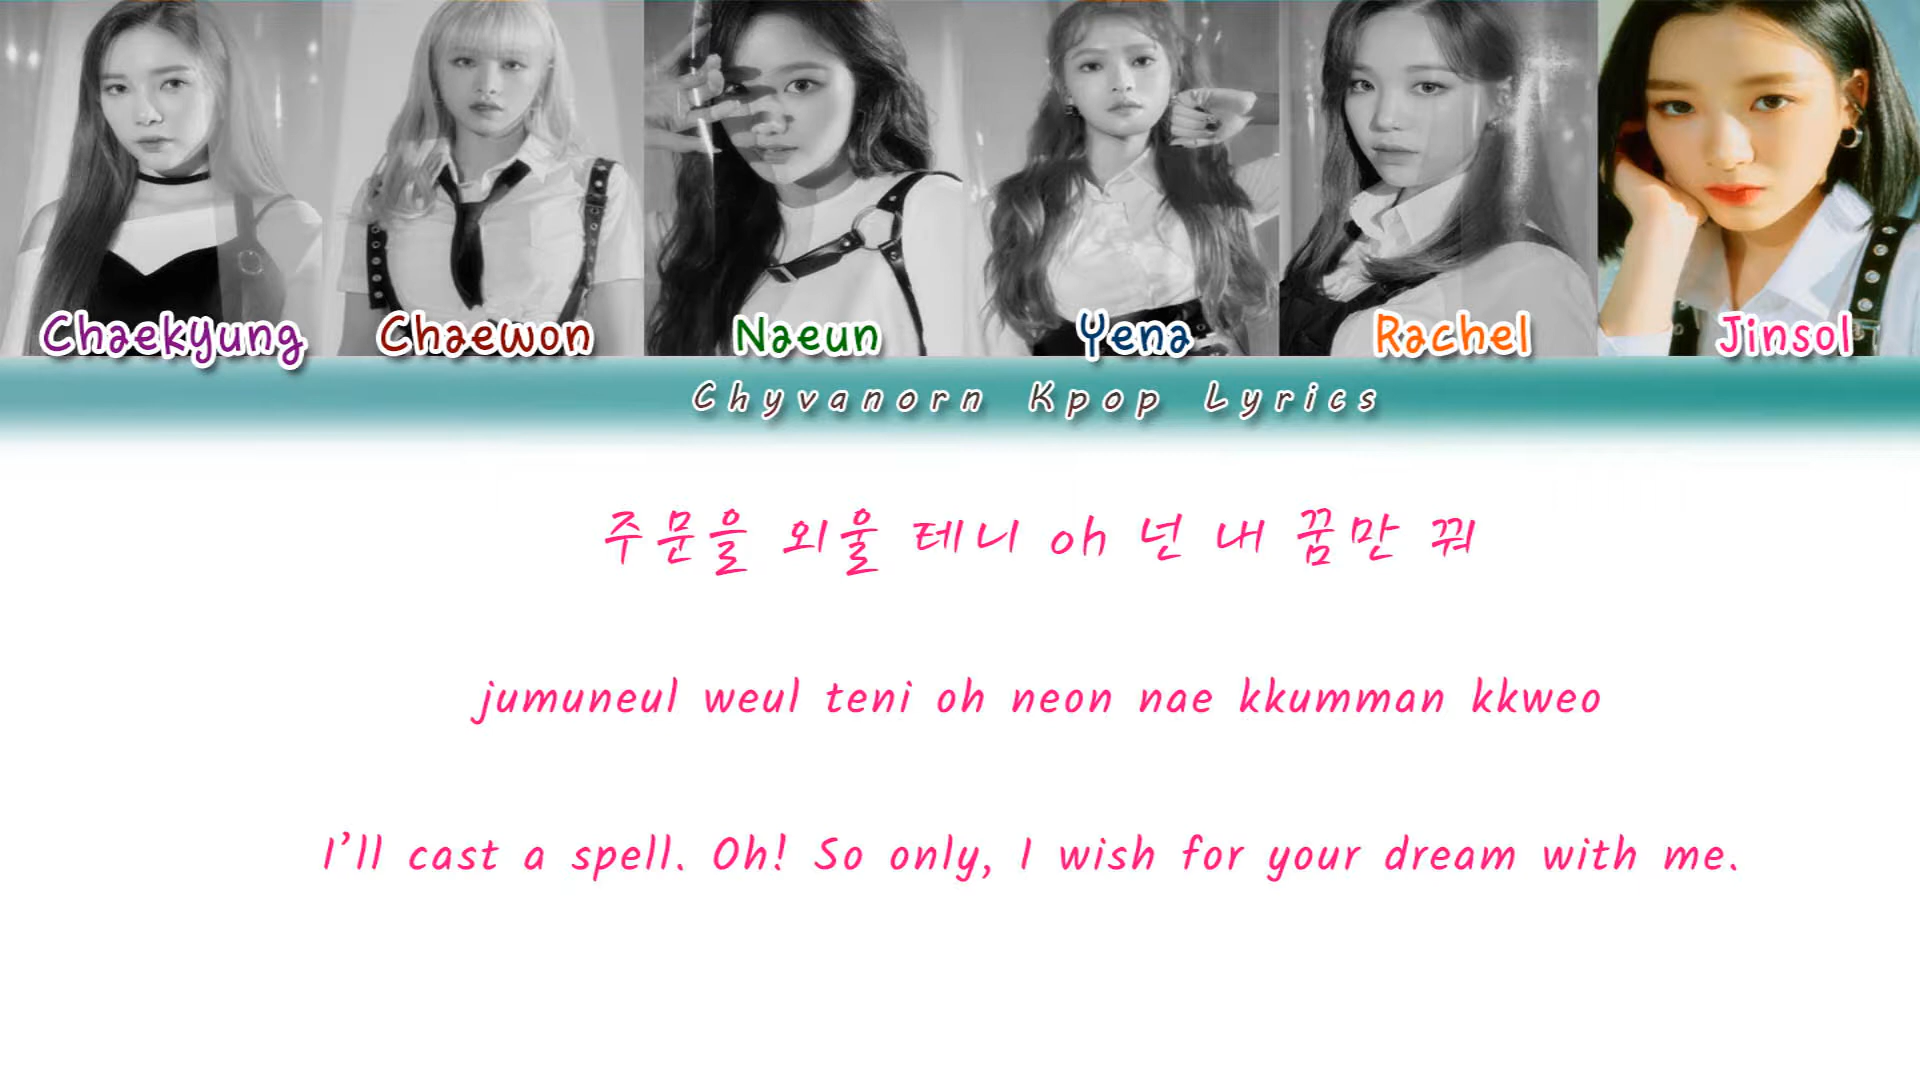 Chaekyung Chaewon Naeun Yena Rachel Jinsol
Chyvanorn Kpop Lyrics
주문을 외울 테니 oh 넌 내 꿈만 꿔
jumuneul weul teni oh neon nae kkumman kkweo
I’ll cast a spell. Oh! So only, I wish for your dream with me.